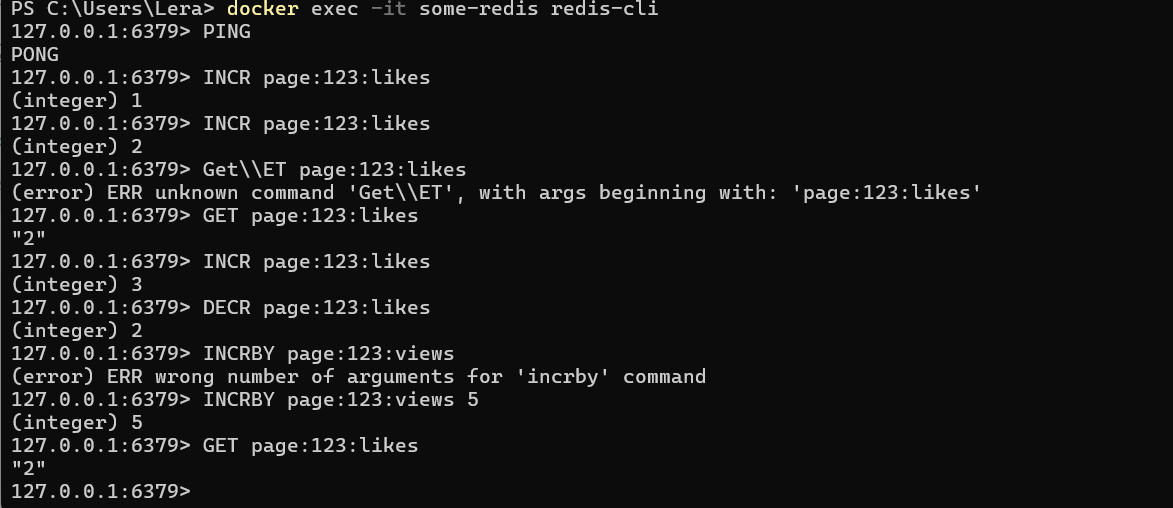 PS C:\Users\Lera> docker exec -it some-redis redis-cli
127.0.0.1:6379> PING
PONG
127.0.0.1:6379> INCR page:123:likes
(integer) 1
127.0.0.1:6379> INCR page:123:likes
(integer) 2
127.0.0.1:6379> Get\\ET page:123:likes
(error) ERR unknown command 'Get\\ET', with args beginning with: 'page:123:likes'
127.0.0.1:6379> GET page:123:likes
"2"
127.0.0.1:6379> INCR page:123:likes
(integer) 3
127.0.0.1:6379> DECR page:123:likes
(integer) 2
127.0.0.1:6379> INCRBY page:123:views
(error) ERR wrong number of arguments for 'incrby' command
127.0.0.1:6379> INCRBY page:123:views 5
(integer) 5
127.0.0.1:6379> GET page:123:likes
"2"
127.0.0.1:6379>